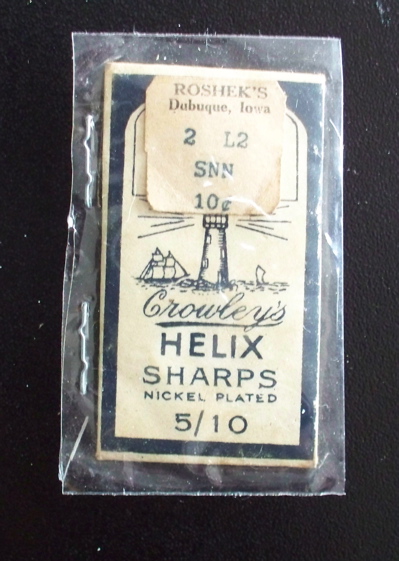 ROSHEK'S
Dubuque, Iowa
2 L2
SNN
10¢
Crowley's
HELIX
SHARPS
NICKEL PLATED
5/10